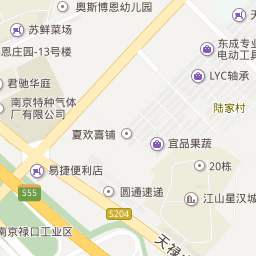 奥斯博恩幼儿园
苏鲜菜场
东成专业
电动工具
恩庄园-13号楼
LYC轴承
君驰华庭
陆家村
南京特种气体
厂有限公司
夏欢喜铺
宜品果蔬
20栋
易捷便利店
S55
圆通速递
江山星汉城
S204
南京禄口工业区
天禄大